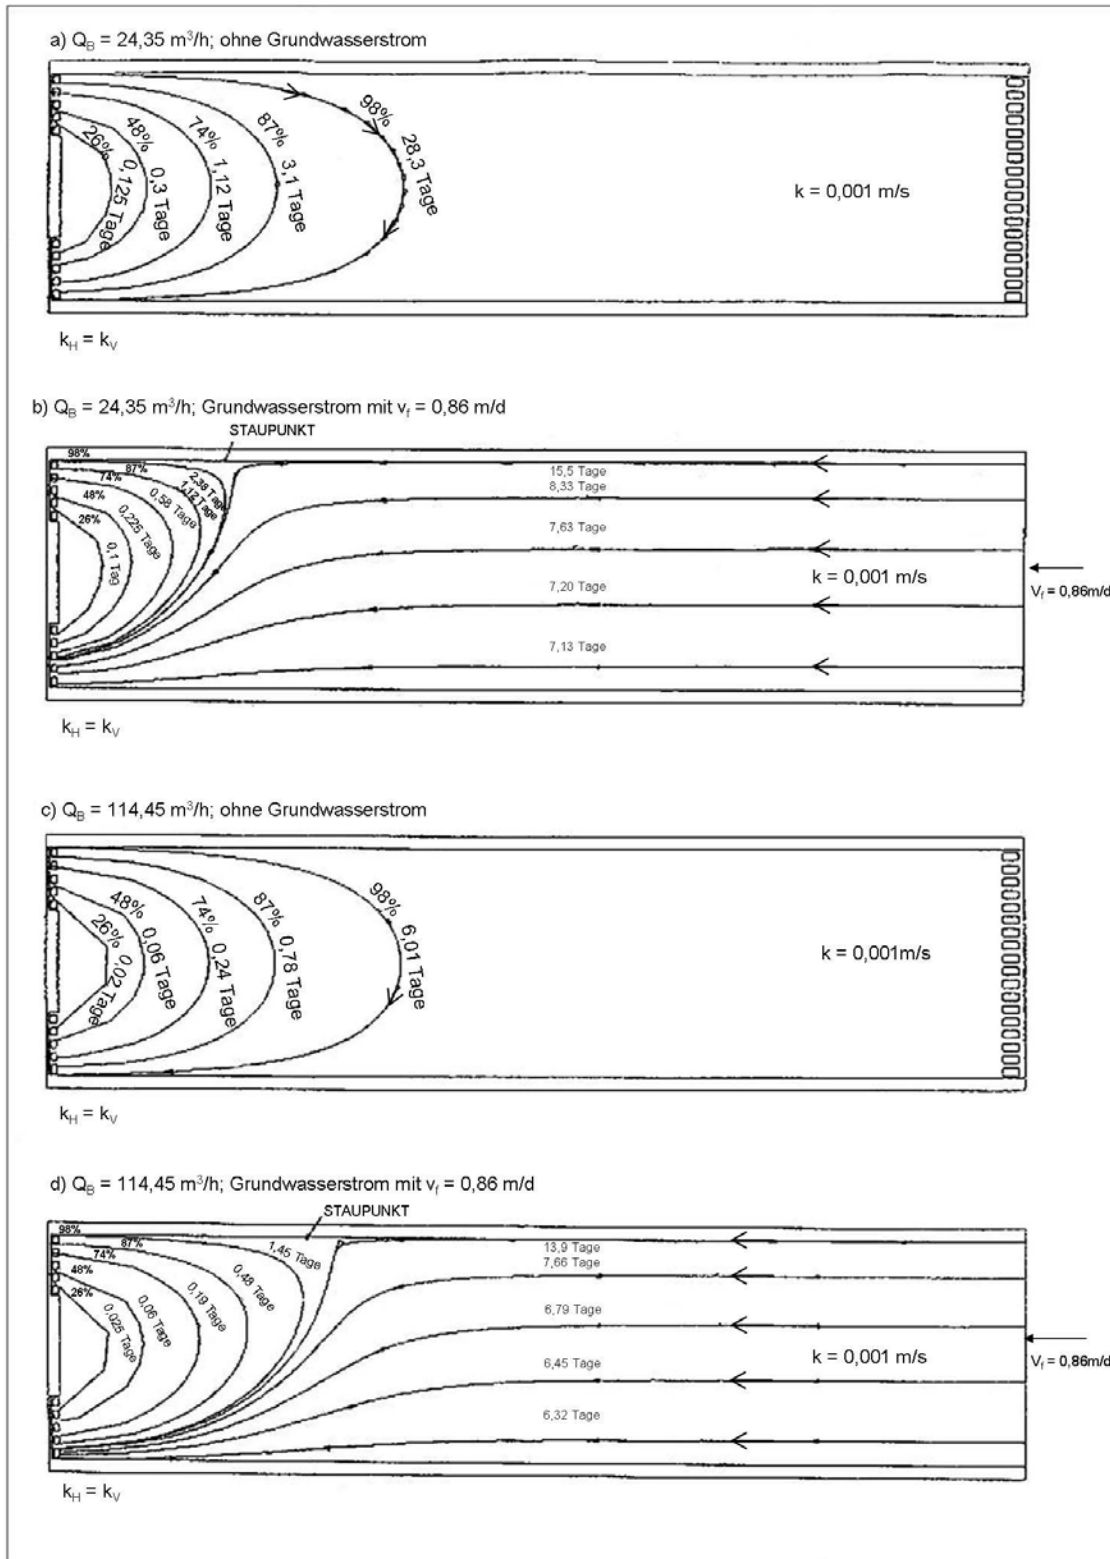 a) Q_B = 24,35 m³/h; ohne Grundwasserstrom
26%
0,125 Tage
48%
0,3 Tage
74%
1,12 Tage
87%
3,1 Tage
98%
28,3 Tage
k = 0,001 m/s
k_H = k_V
b) Q_B = 24,35 m³/h; Grundwasserstrom mit v_f = 0,86 m/d
STAUPUNKT
98%
87%
74%
48%
26%
2,38 Tage
1,12 Tage
0,58 Tage
0,225 Tage
0,1 Tag
15,5 Tage
8,33 Tage
7,63 Tage
7,20 Tage
7,13 Tage
k = 0,001 m/s
V_f = 0,86m/d
k_H = k_V
c) Q_B = 114,45 m³/h; ohne Grundwasserstrom
26%
0,02 Tage
48%
0,06 Tage
74%
0,24 Tage
87%
0,78 Tage
98%
6,01 Tage
k = 0,001m/s
k_H = k_V
d) Q_B = 114,45 m³/h; Grundwasserstrom mit v_f = 0,86 m/d
STAUPUNKT
98%
87%
74%
48%
26%
1,45 Tage
0,48 Tage
0,19 Tage
0,06 Tage
0,025 Tage
13,9 Tage
7,66 Tage
6,79 Tage
6,45 Tage
6,32 Tage
k = 0,001 m/s
V_f = 0,86m/d
k_H = k_V